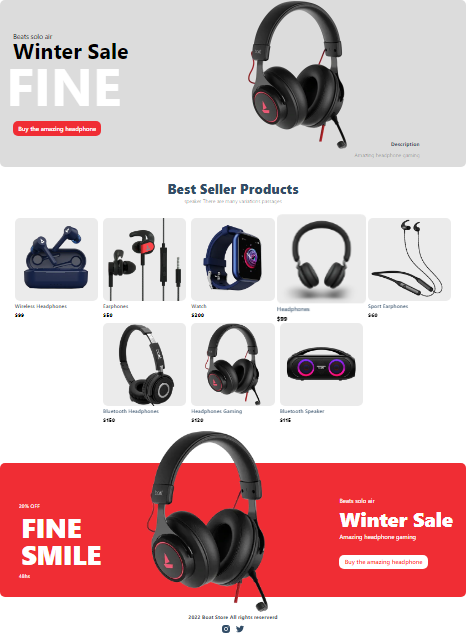 Beats solo air
Winter Sale
FINE
Buy the amazing headphone
Description
Amazing headphone gaming
Best Seller Products
speaker There are many variations passages
Wireless Headphones
$99
Earphones
$50
Watch
$200
Headphones
$99
Sport Earphones
$60
Bluetooth Headphones
$150
Headphones Gaming
$120
Bluetooth Speaker
$115
20% OFF
FINE
SMILE
Beats solo air
Winter Sale
Amazing headphone gaming
Buy the amazing headphone
2022 Boat Store All rights reserverd